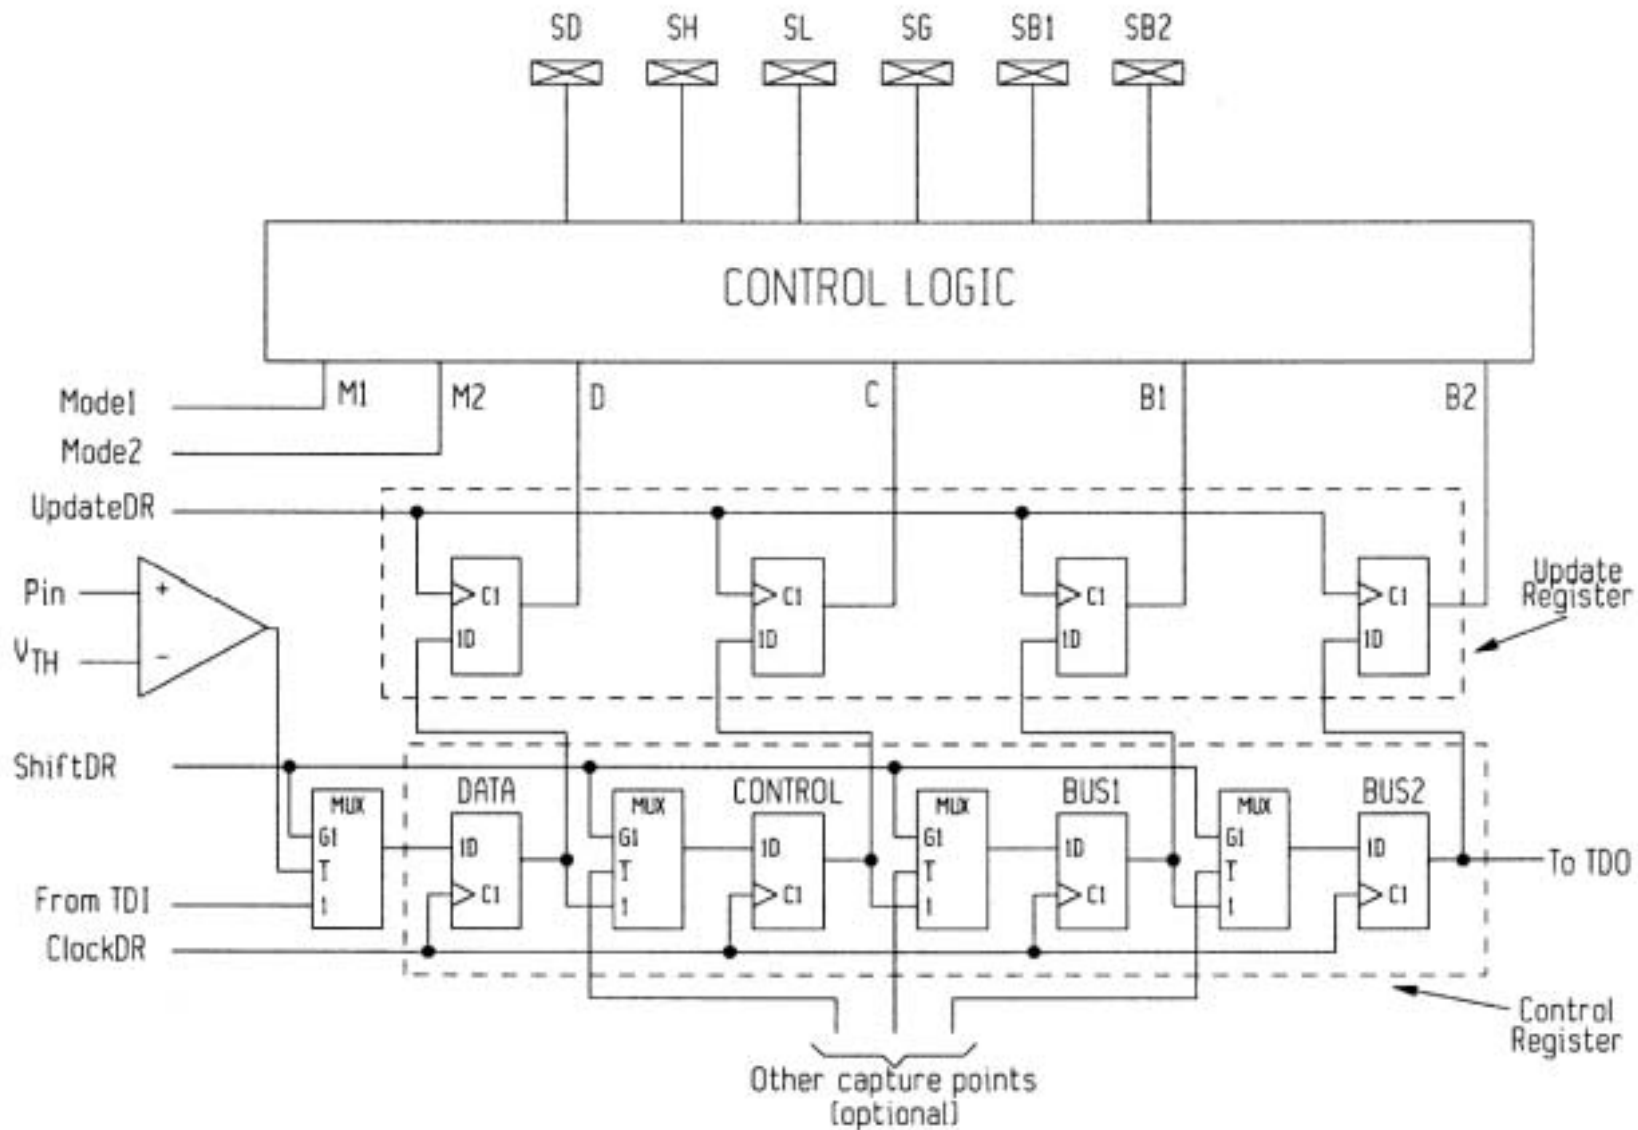 SD SH SL SG SB1 SB2
CONTROL LOGIC
Mode1 M1 M2 D C B1 B2
Mode2
UpdateDR
C1 C1 C1 C1
Update
Register
Pin +
1D 1D 1D 1D
VTH −
ShiftDR
DATA CONTROL BUS1 BUS2
MUX MUX MUX MUX
G1 1D G1 1D G1 1D G1 1D
T T T T
To TDO
From TDI 1 C1 1 C1 1 C1 1 C1
ClockDR
Control
Register
Other capture points
(optional)